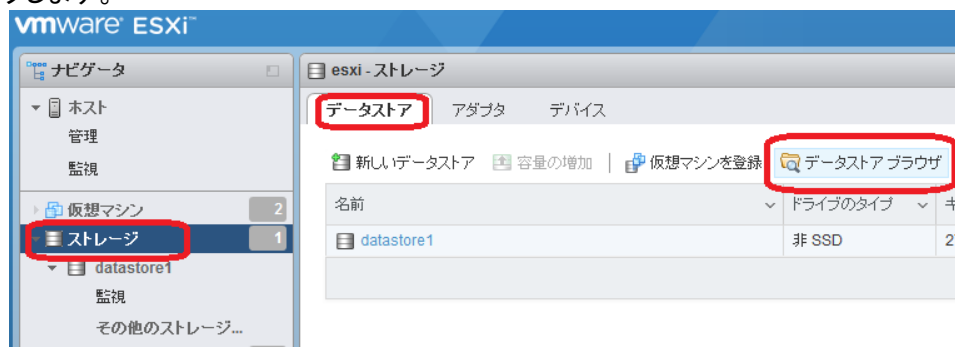 します。
vmware ESXi™
ナビゲータ
ホスト
管理
監視
仮想マシン 2
ストレージ 1
datastore1
監視
その他のストレージ...
esxi - ストレージ
データストア アダプタ デバイス
新しいデータストア 容量の増加 | 仮想マシンを登録 データストア ブラウザ
名前 ドライブのタイプ
datastore1 非 SSD 2